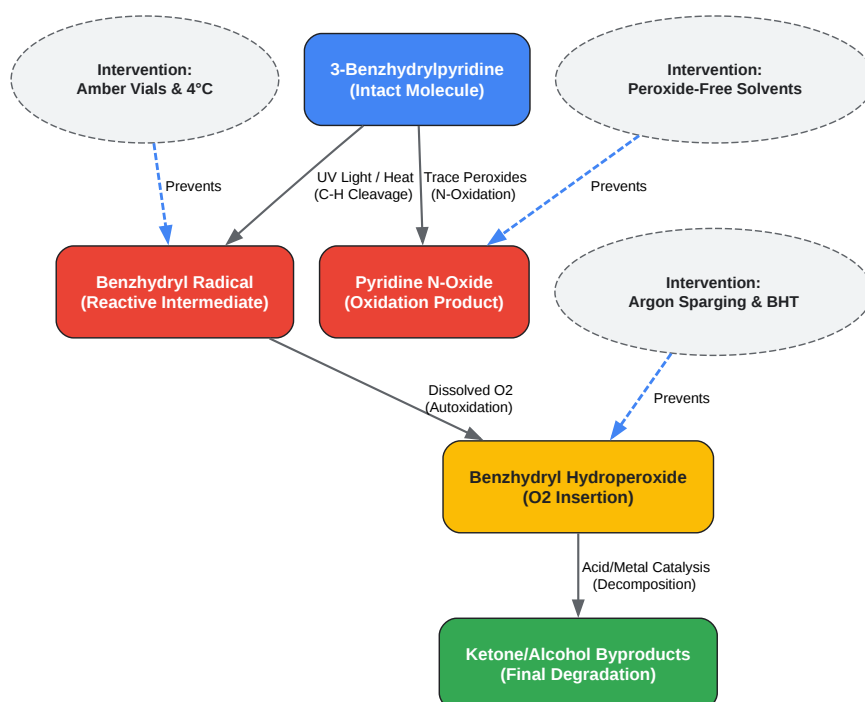 Intervention:
Amber Vials & 4°C
3-Benzhydrylpyridine
(Intact Molecule)
Intervention:
Peroxide-Free Solvents
Prevents
UV Light / Heat
(C-H Cleavage)
Trace Peroxides
(N-Oxidation)
Prevents
Benzhydryl Radical
(Reactive Intermediate)
Pyridine N-Oxide
(Oxidation Product)
Intervention:
Argon Sparging & BHT
Dissolved O2
(Autoxidation)
Prevents
Benzhydryl Hydroperoxide
(O2 Insertion)
Acid/Metal Catalysis
(Decomposition)
Ketone/Alcohol Byproducts
(Final Degradation)